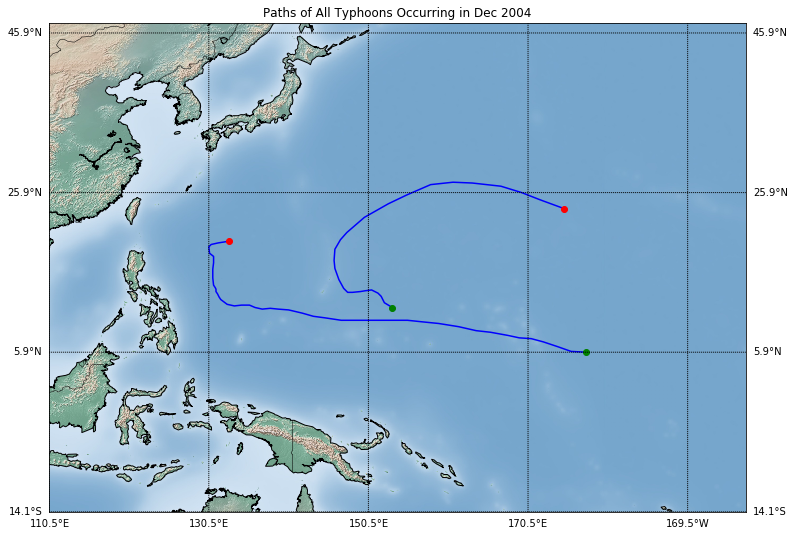 Paths of All Typhoons Occurring in Dec 2004
45.9°N 45.9°N
25.9°N 25.9°N
5.9°N 5.9°N
14.1°S 14.1°S
110.5°E 130.5°E 150.5°E 170.5°E 169.5°W